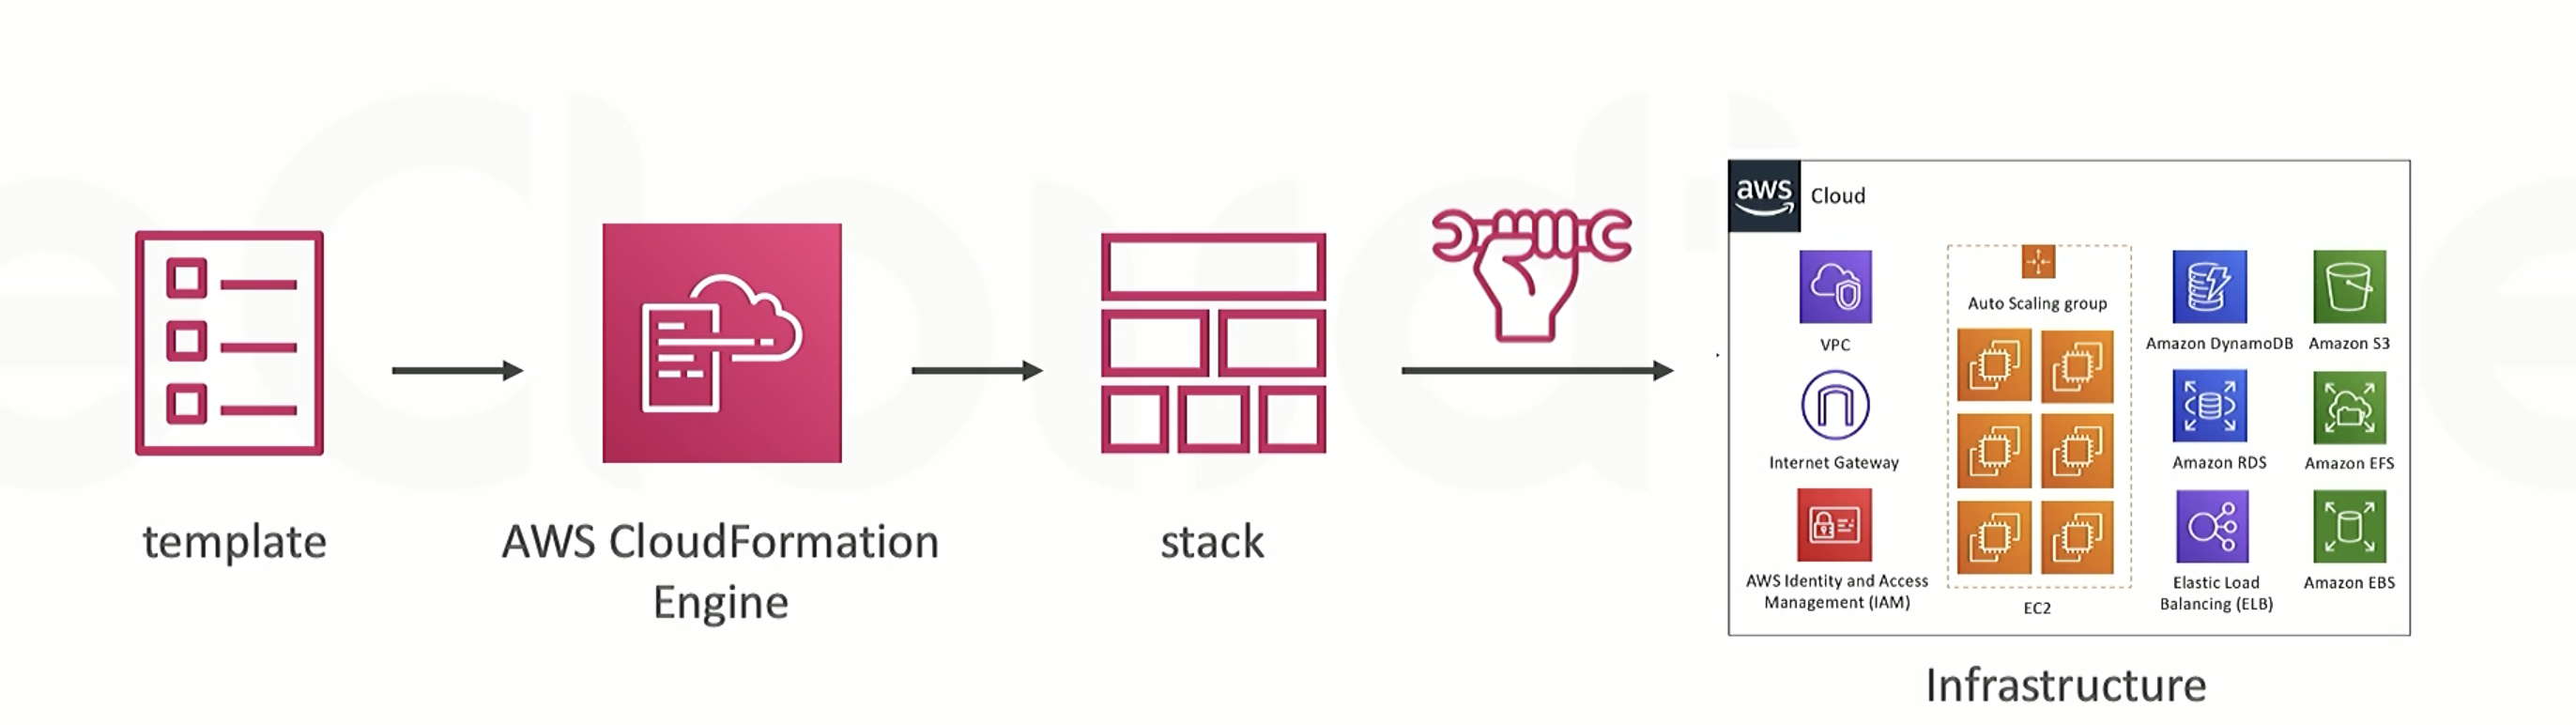 template
AWS CloudFormation
Engine
stack
aws
Cloud
VPC
Internet Gateway
AWS Identity and Access
Management (IAM)
Auto Scaling group
EC2
Amazon DynamoDB
Amazon RDS
Elastic Load
Balancing (ELB)
Amazon S3
Amazon EFS
Amazon EBS
Infrastructure